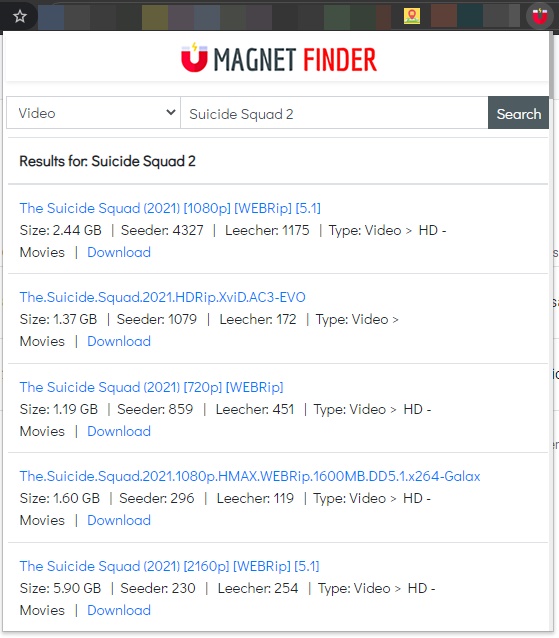 MAGNET FINDER
Video Suicide Squad 2 Search
Results for: Suicide Squad 2
The Suicide Squad (2021) [1080p] [WEBRip] [5.1]
Size: 2.44 GB | Seeder: 4327 | Leecher: 1175 | Type: Video > HD -
Movies | Download
The.Suicide.Squad.2021.HDRip.XviD.AC3-EVO
Size: 1.37 GB | Seeder: 1079 | Leecher: 172 | Type: Video >
Movies | Download
The Suicide Squad (2021) [720p] [WEBRip]
Size: 1.19 GB | Seeder: 859 | Leecher: 451 | Type: Video > HD -
Movies | Download
The.Suicide.Squad.2021.1080p.HMAX.WEBRip.1600MB.DD5.1.x264-Galax
Size: 1.60 GB | Seeder: 296 | Leecher: 119 | Type: Video > HD -
Movies | Download
The Suicide Squad (2021) [2160p] [WEBRip] [5.1]
Size: 5.90 GB | Seeder: 230 | Leecher: 254 | Type: Video > HD -
Movies | Download